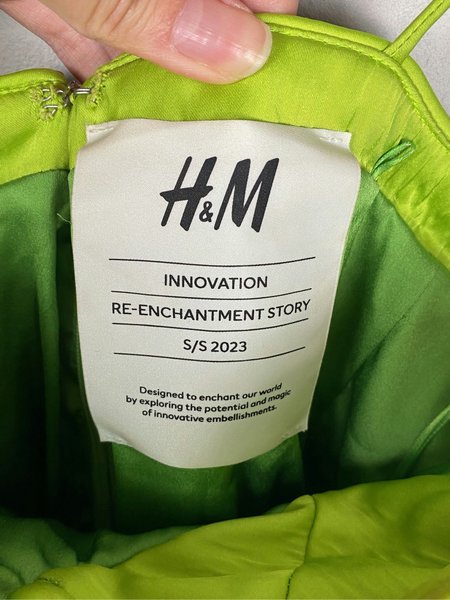 H&M
INNOVATION
RE-ENCHANTMENT STORY
S/S 2023
Designed to enchant our world
by exploring the potential and magic
of innovative embellishments.